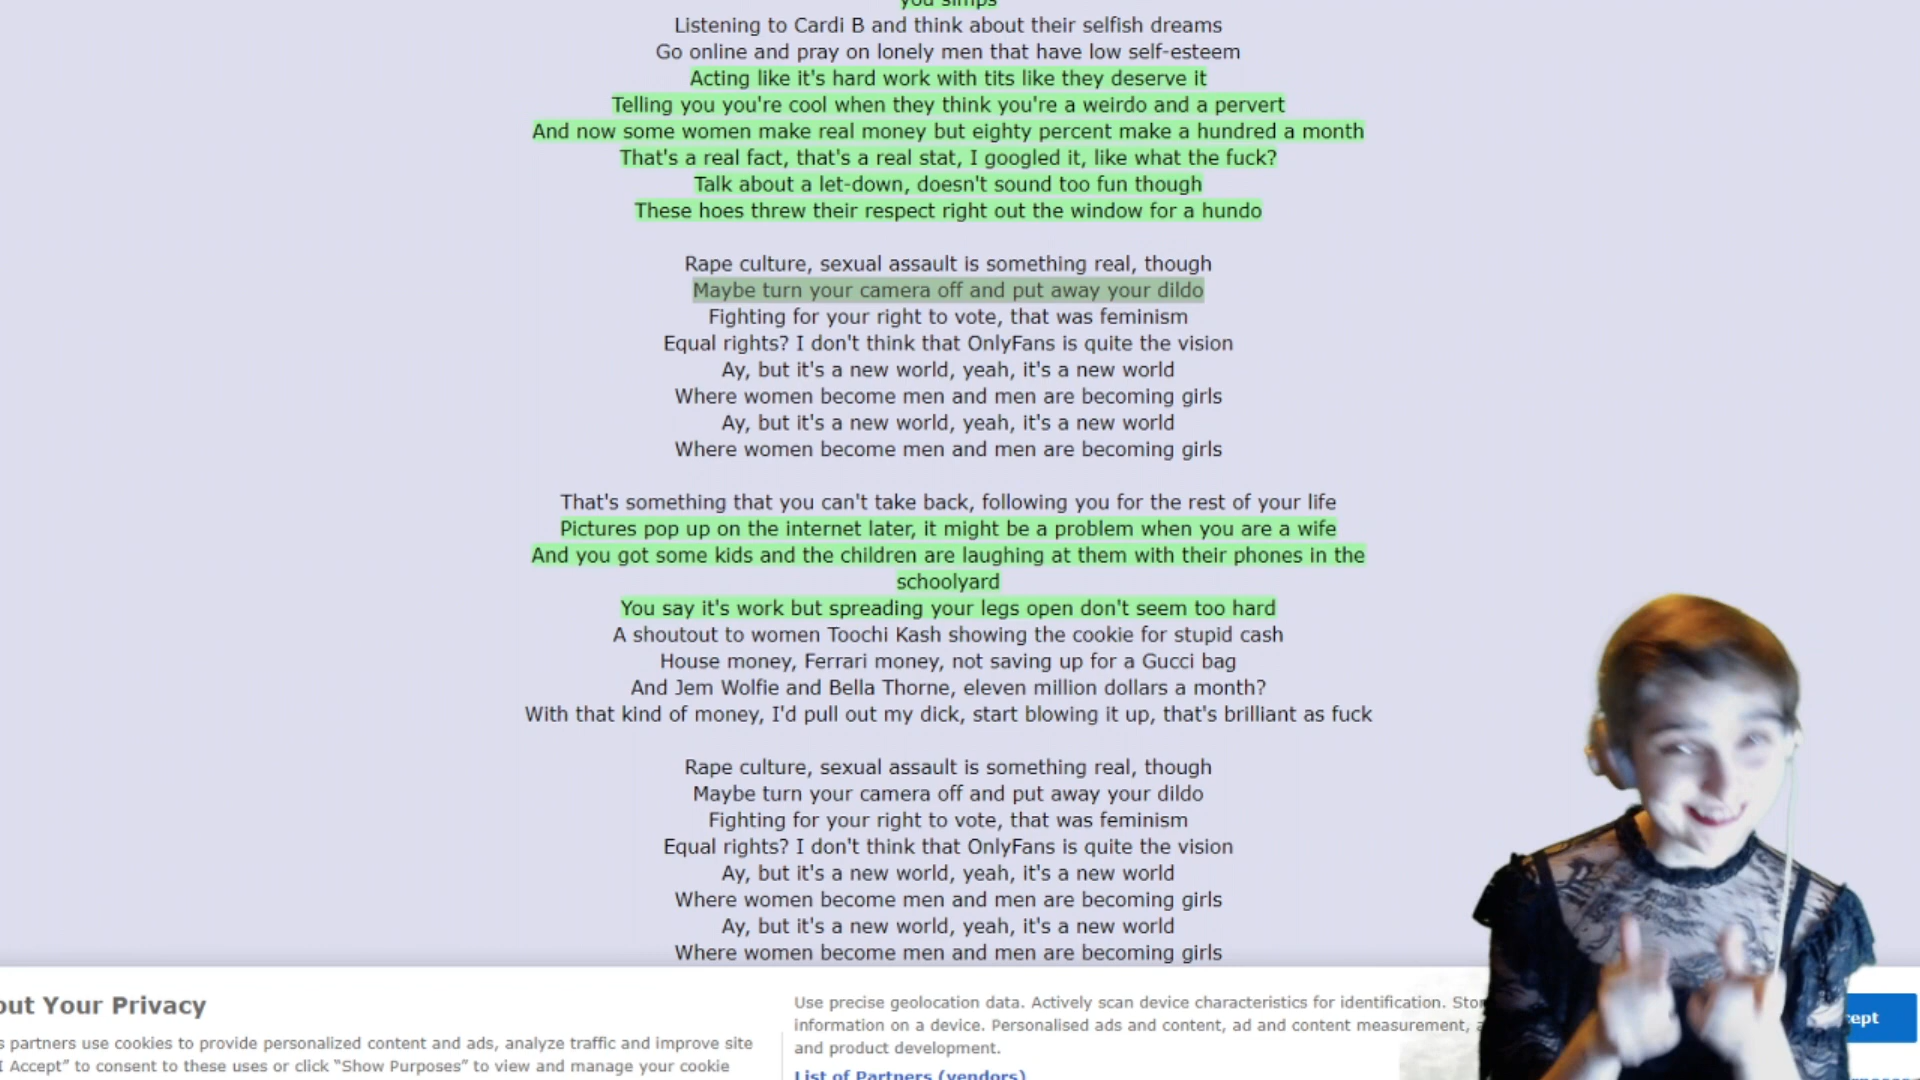 you simps
Listening to Cardi B and think about their selfish dreams
Go online and pray on lonely men that have low self-esteem
Acting like it's hard work with tits like they deserve it
Telling you you're cool when they think you're a weirdo and a pervert
And now some women make real money but eighty percent make a hundred a month
That's a real fact, that's a real stat, I googled it, like what the fuck?
Talk about a let-down, doesn't sound too fun though
These hoes threw their respect right out the window for a hundo
Rape culture, sexual assault is something real, though
Maybe turn your camera off and put away your dildo
Fighting for your right to vote, that was feminism
Equal rights? I don't think that OnlyFans is quite the vision
Ay, but it's a new world, yeah, it's a new world
Where women become men and men are becoming girls
Ay, but it's a new world, yeah, it's a new world
Where women become men and men are becoming girls
That's something that you can't take back, following you for the rest of your life
Pictures pop up on the internet later, it might be a problem when you are a wife
And you got some kids and the children are laughing at them with their phones in the
schoolyard
You say it's work but spreading your legs open don't seem too hard
A shoutout to women Toochi Kash showing the cookie for stupid cash
House money, Ferrari money, not saving up for a Gucci bag
And Jem Wolfie and Bella Thorne, eleven million dollars a month?
With that kind of money, I'd pull out my dick, start blowing it up, that's brilliant as fuck
Rape culture, sexual assault is something real, though
Maybe turn your camera off and put away your dildo
Fighting for your right to vote, that was feminism
Equal rights? I don't think that OnlyFans is quite the vision
Ay, but it's a new world, yeah, it's a new world
Where women become men and men are becoming girls
Ay, but it's a new world, yeah, it's a new world
Where women become men and men are becoming girls
out Your Privacy
s partners use cookies to provide personalized content and ads, analyze traffic and improve site
I Accept" to consent to these uses or click "Show Purposes" to view and manage your cookie
Use precise geolocation data. Actively scan device characteristics for identification. Sto
information on a device. Personalised ads and content, ad and content measurement, a
and product development.
List of Partners (vendors)
ept